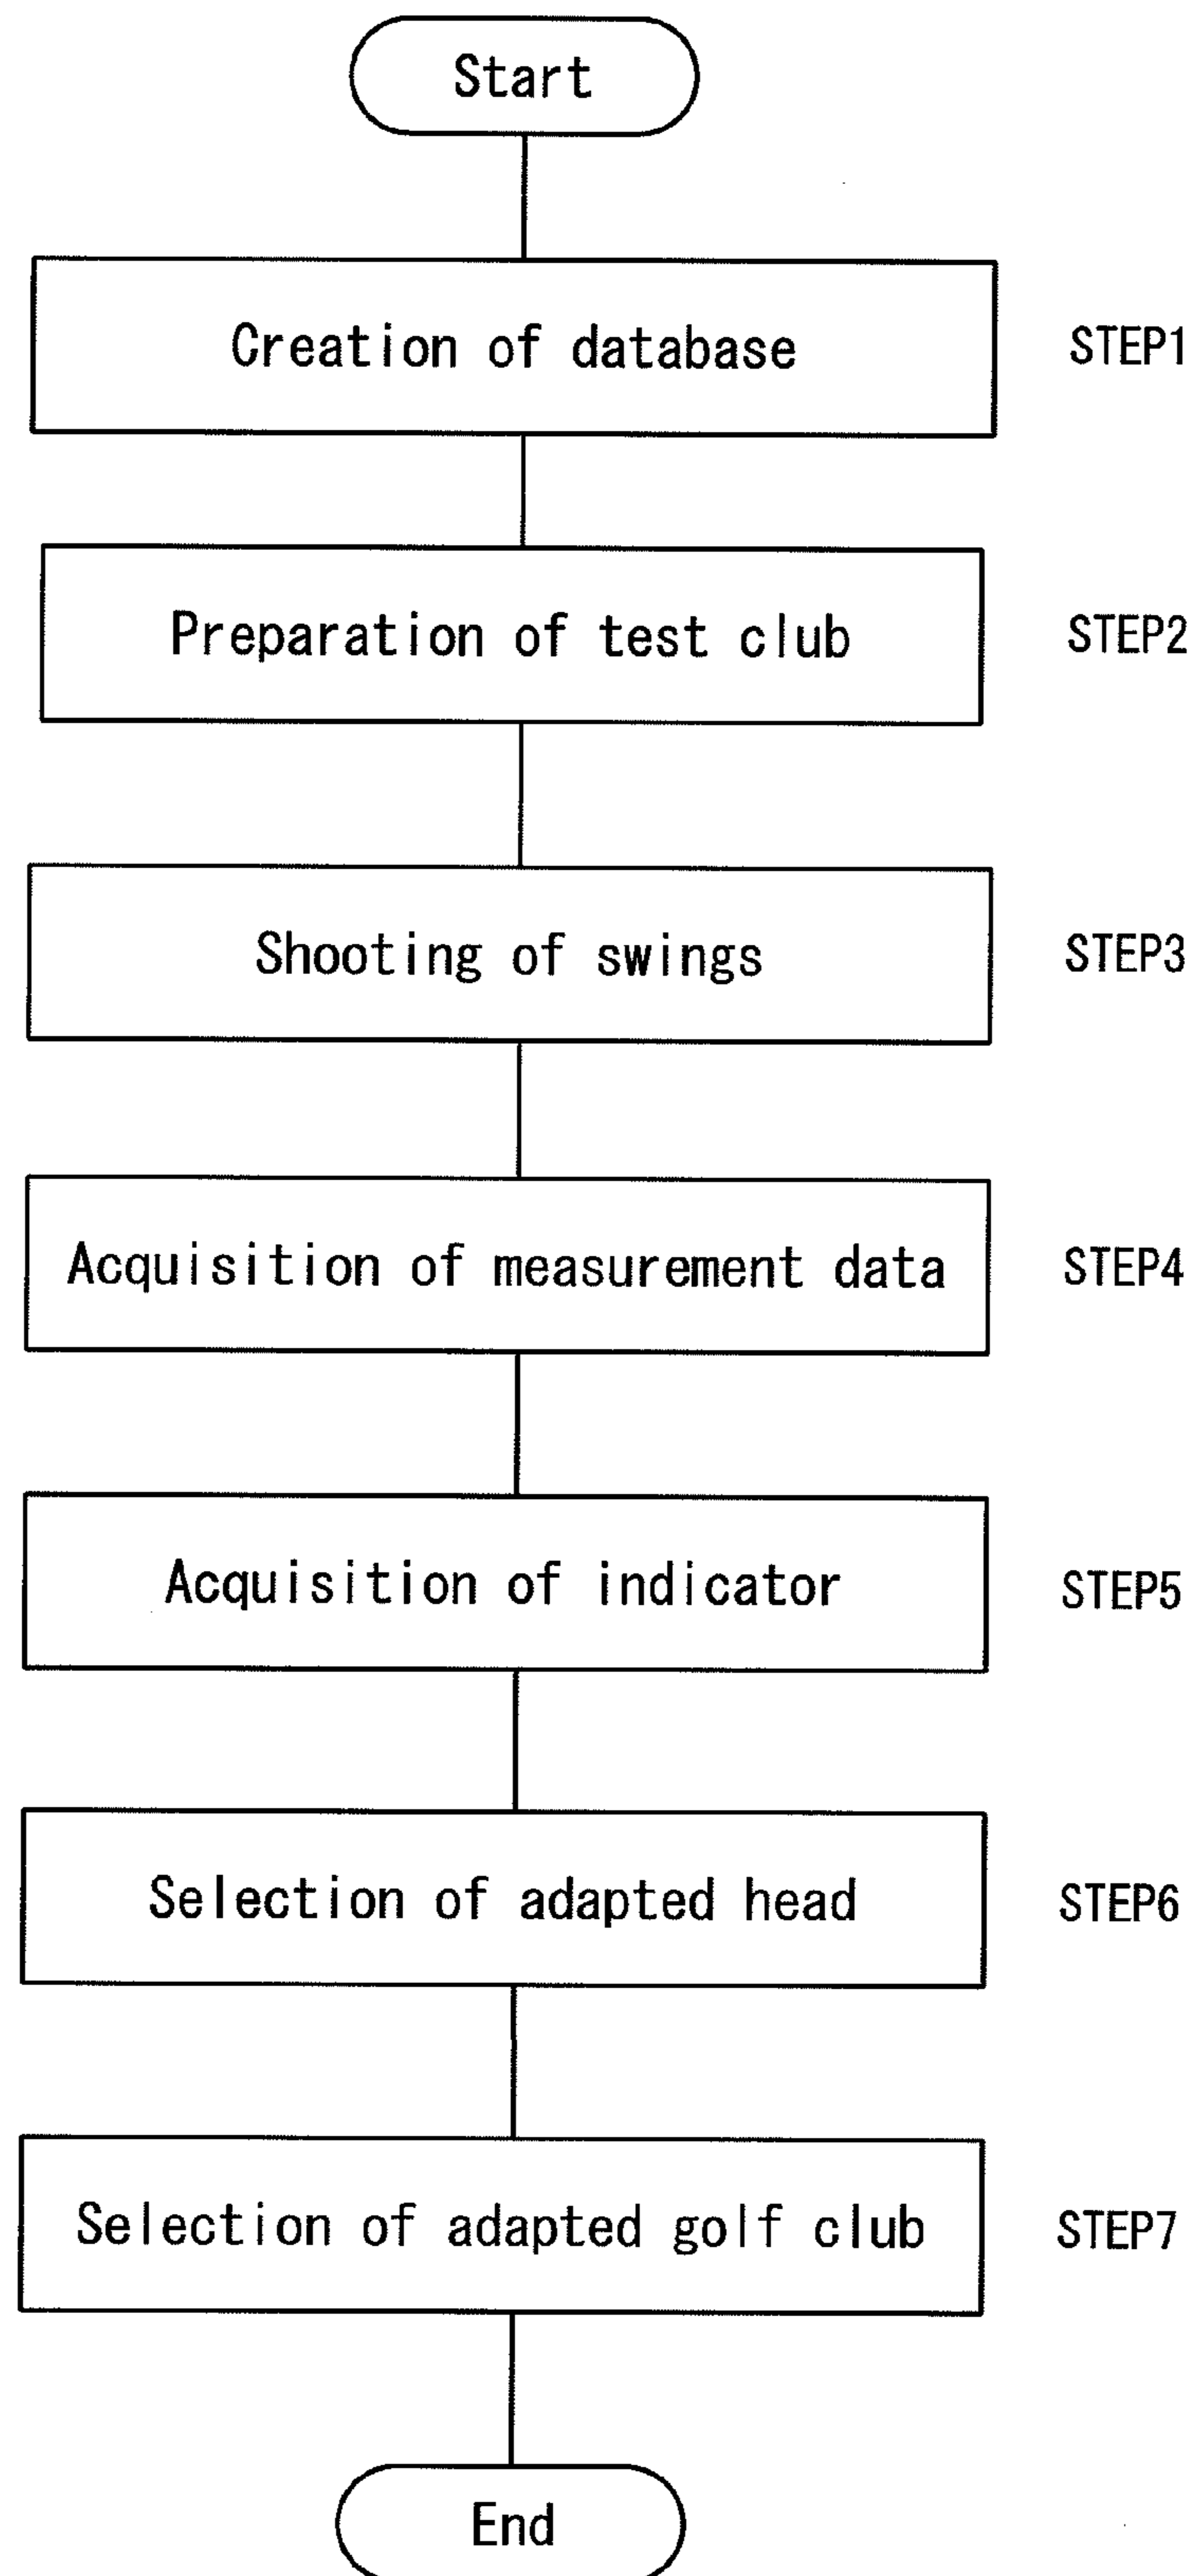 Start
Creation of database STEP1
Preparation of test club STEP2
Shooting of swings STEP3
Acquisition of measurement data STEP4
Acquisition of indicator STEP5
Selection of adapted head STEP6
Selection of adapted golf club STEP7
End